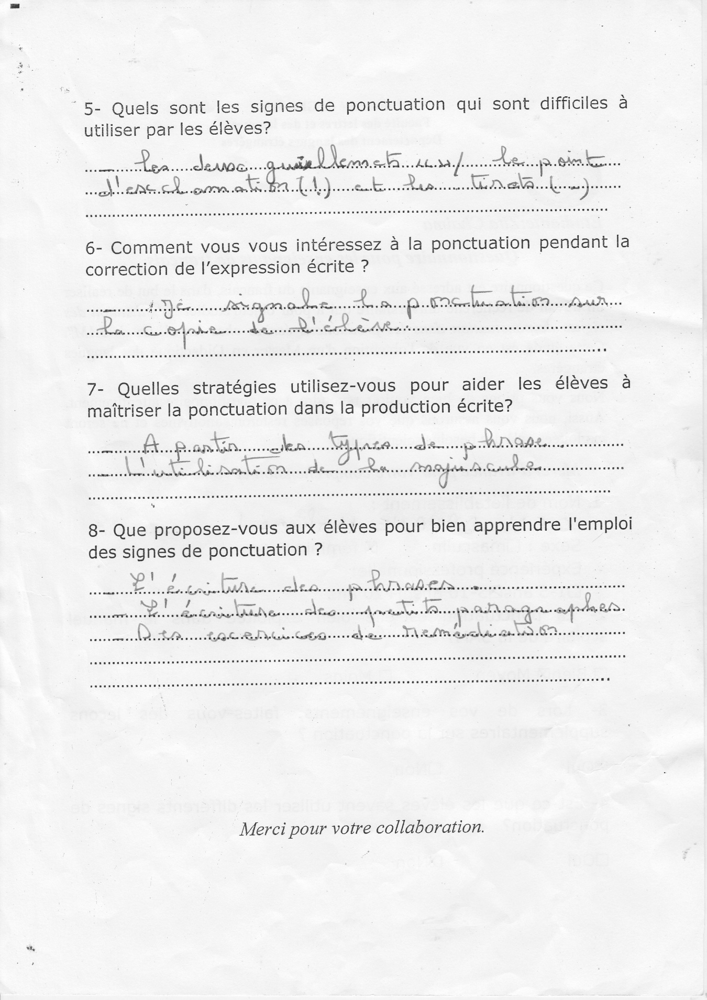 5- Quels sont les signes de ponctuation qui sont difficiles à
utiliser par les élèves?
- Les deux guillemets « » / le point
d'exclamation (!) et les tirets (-)
6- Comment vous vous intéressez à la ponctuation pendant la
correction de l'expression écrite ?
- Je signale la ponctuation sur
la copie de l'élève.
7- Quelles stratégies utilisez-vous pour aider les élèves à
maîtriser la ponctuation dans la production écrite?
- A partir des types de phrase.
- L'utilisation de la majuscule
8- Que proposez-vous aux élèves pour bien apprendre l'emploi
des signes de ponctuation ?
- L'écriture des phrases.
- L'écriture des petits paragraphes.
- Des exercices de remédiation
Merci pour votre collaboration.